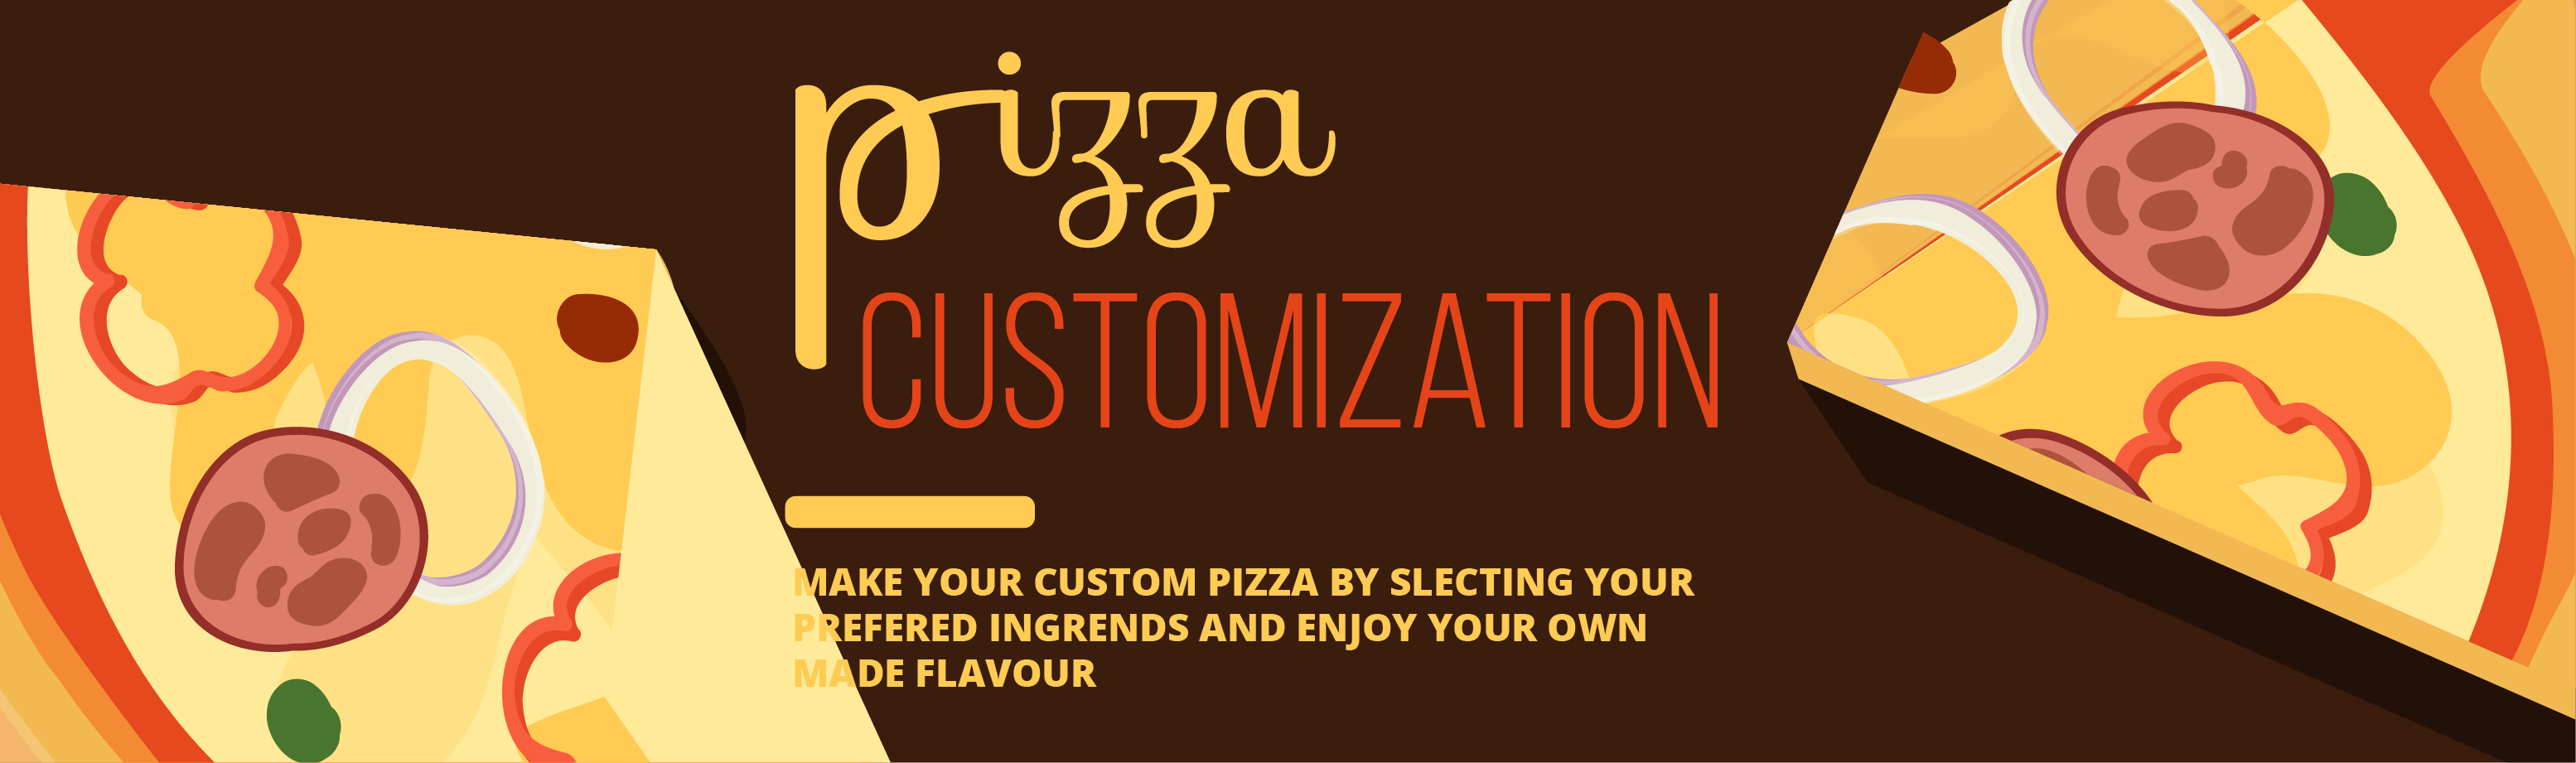 pizza
CUSTOMIZATION
MAKE YOUR CUSTOM PIZZA BY SLECTING YOUR
PREFERED INGRENDS AND ENJOY YOUR OWN
MADE FLAVOUR